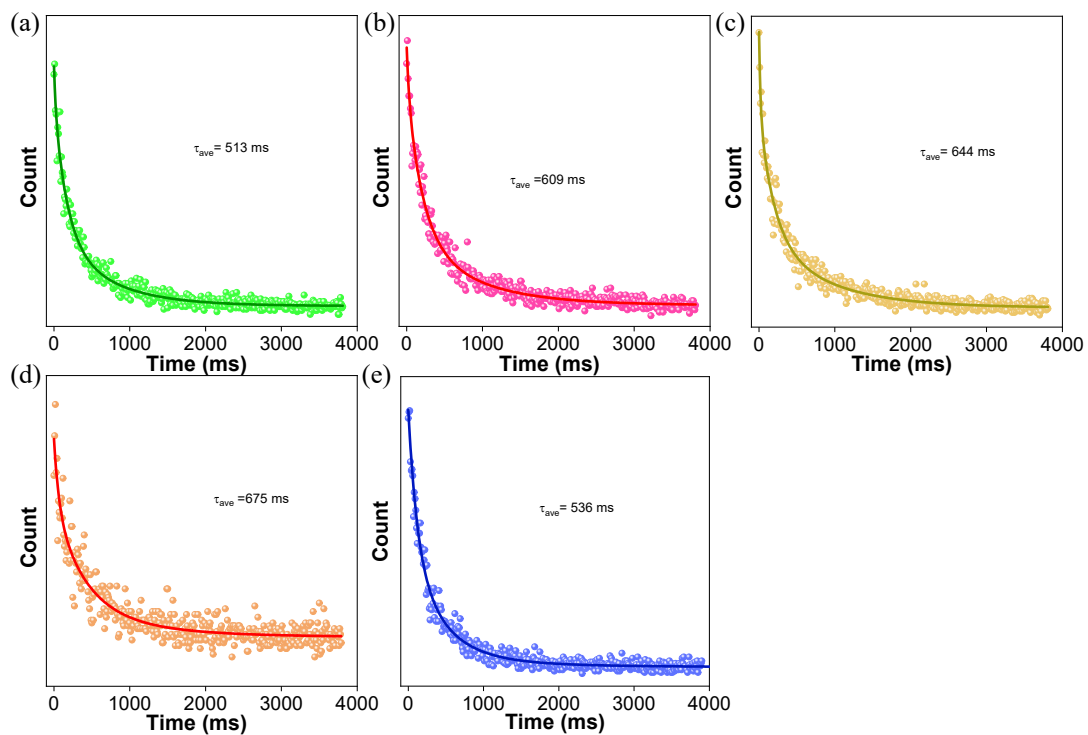 (a)
Count
τave= 513 ms
0 1000 2000 3000 4000
Time (ms)
(b)
Count
τave =609 ms
0 1000 2000 3000 4000
Time (ms)
(c)
Count
τave= 644 ms
0 1000 2000 3000 4000
Time (ms)
(d)
Count
τave =675 ms
0 1000 2000 3000 4000
Time (ms)
(e)
Count
τave= 536 ms
0 1000 2000 3000 4000
Time (ms)